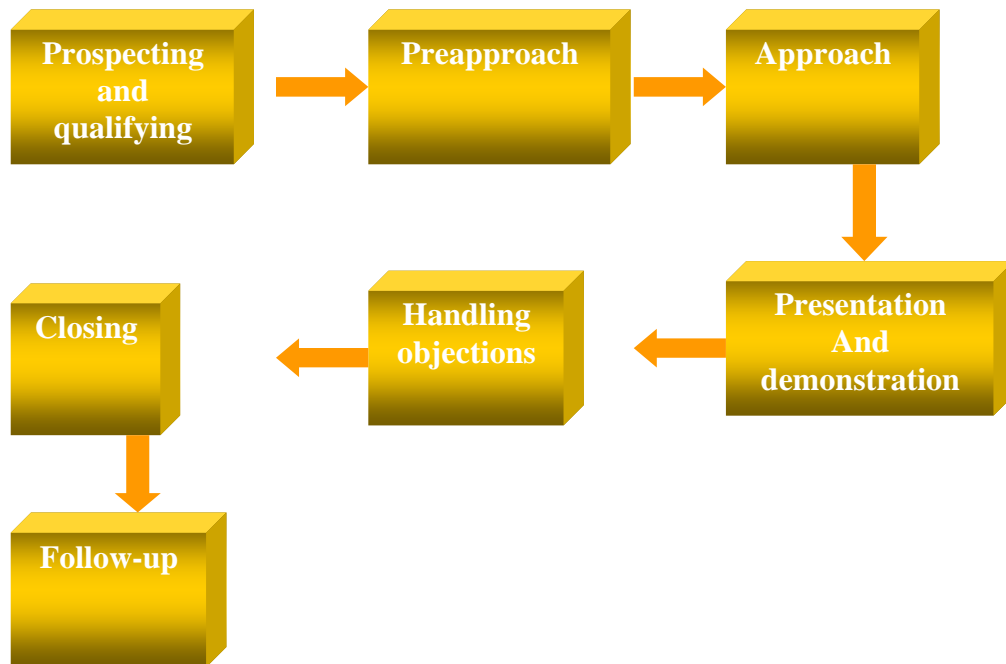 Prospecting
and
qualifying
Preapproach
Approach
Presentation
And
demonstration
Handling
objections
Closing
Follow-up